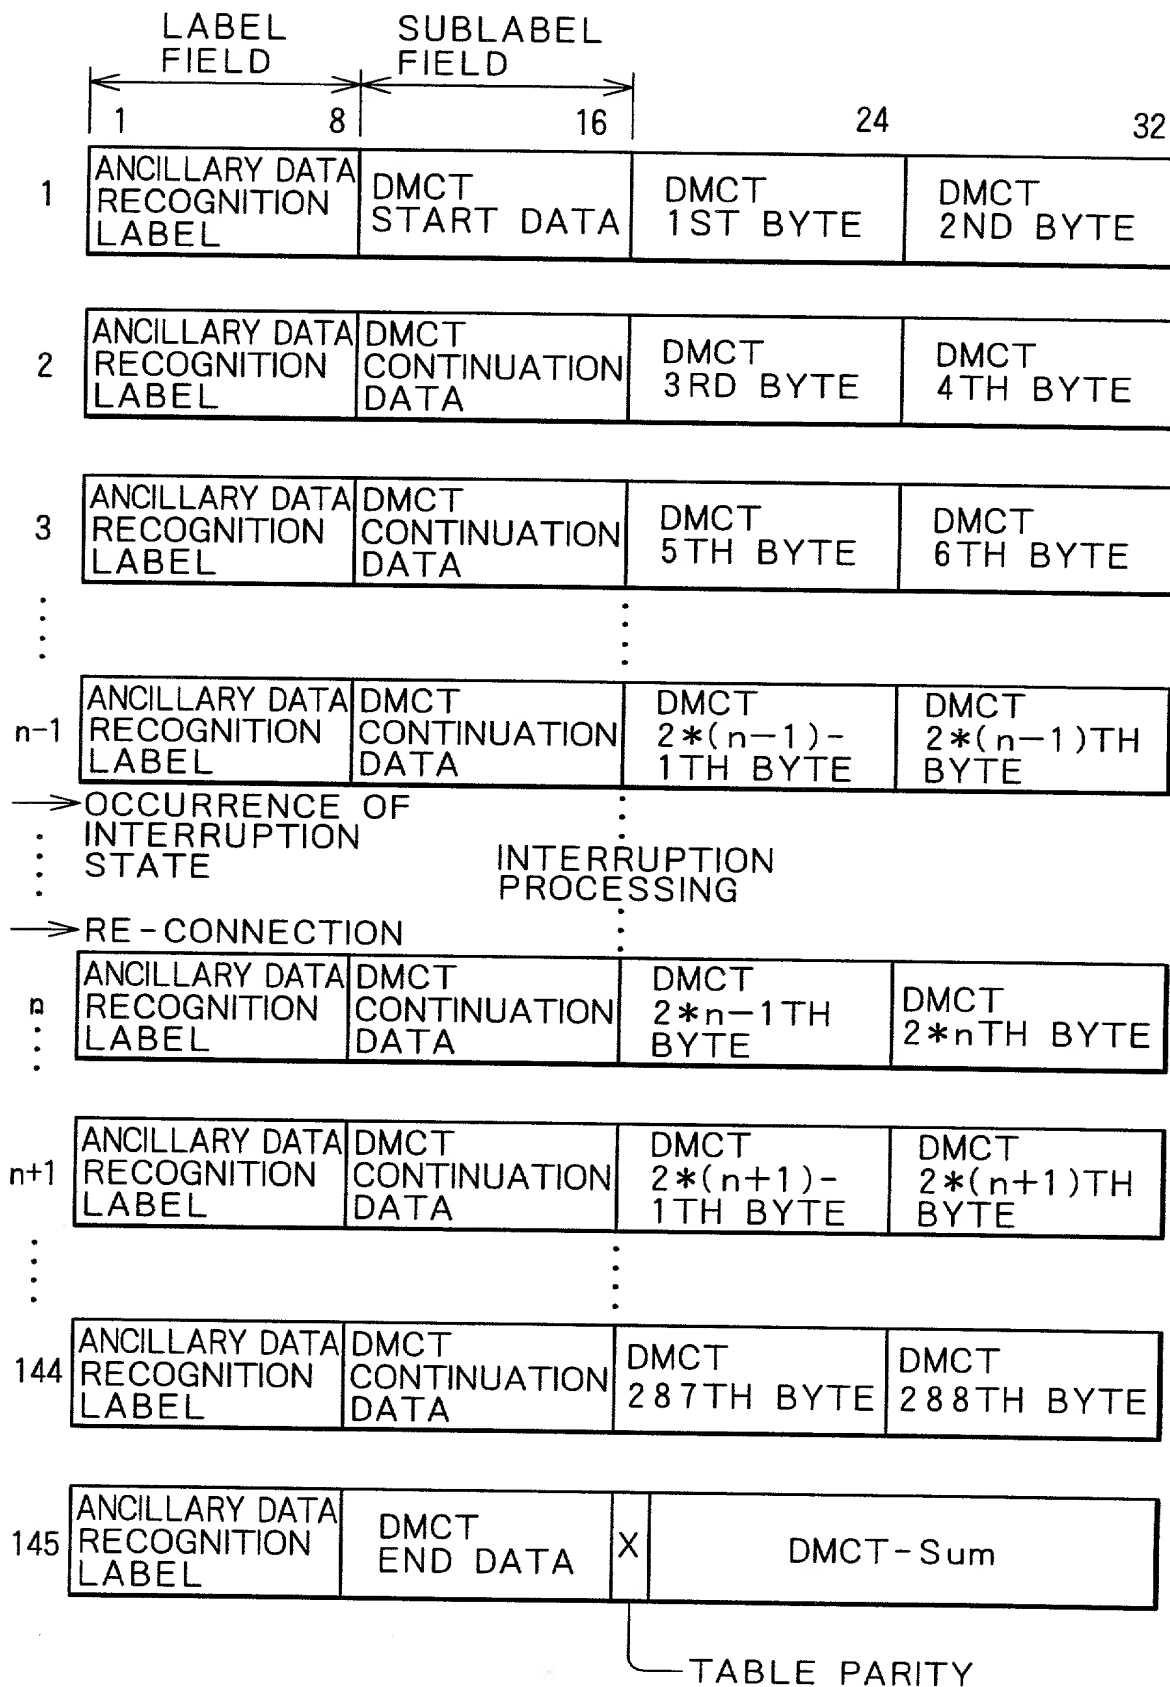 LABEL
FIELD
SUBLABEL
FIELD
1 8 16 24 32
1
ANCILLARY DATA
RECOGNITION
LABEL
DMCT
START DATA
DMCT
1ST BYTE
DMCT
2ND BYTE
2
ANCILLARY DATA
RECOGNITION
LABEL
DMCT
CONTINUATION
DATA
DMCT
3RD BYTE
DMCT
4TH BYTE
3
ANCILLARY DATA
RECOGNITION
LABEL
DMCT
CONTINUATION
DATA
DMCT
5TH BYTE
DMCT
6TH BYTE
n-1
ANCILLARY DATA
RECOGNITION
LABEL
DMCT
CONTINUATION
DATA
DMCT
2*(n-1)-
1TH BYTE
DMCT
2*(n-1)TH
BYTE
OCCURRENCE OF
INTERRUPTION
STATE
INTERRUPTION
PROCESSING
RE-CONNECTION
n
ANCILLARY DATA
RECOGNITION
LABEL
DMCT
CONTINUATION
DATA
DMCT
2*n-1TH
BYTE
DMCT
2*nTH BYTE
n+1
ANCILLARY DATA
RECOGNITION
LABEL
DMCT
CONTINUATION
DATA
DMCT
2*(n+1)-
1TH BYTE
DMCT
2*(n+1)TH
BYTE
144
ANCILLARY DATA
RECOGNITION
LABEL
DMCT
CONTINUATION
DATA
DMCT
287TH BYTE
DMCT
288TH BYTE
145
ANCILLARY DATA
RECOGNITION
LABEL
DMCT
END DATA
X
DMCT-Sum
TABLE PARITY